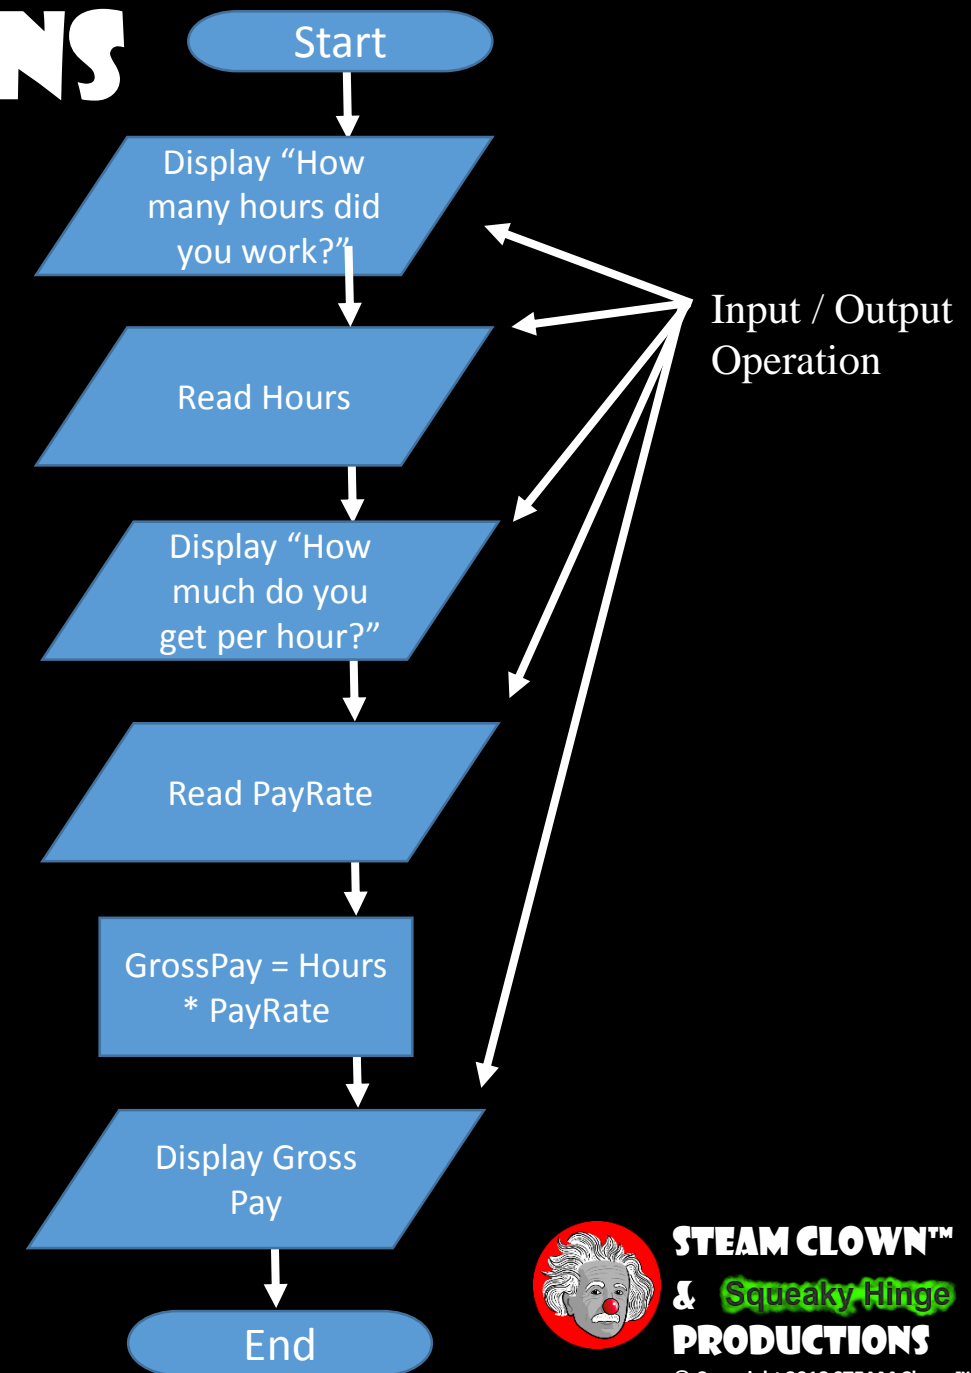 NS
Start
Display “How
many hours did
you work?”
Input / Output
Operation
Read Hours
Display “How
much do you
get per hour?”
Read PayRate
GrossPay = Hours
* PayRate
Display Gross
Pay
End
STEAM CLOWN™
& Squeaky Hinge
PRODUCTIONS